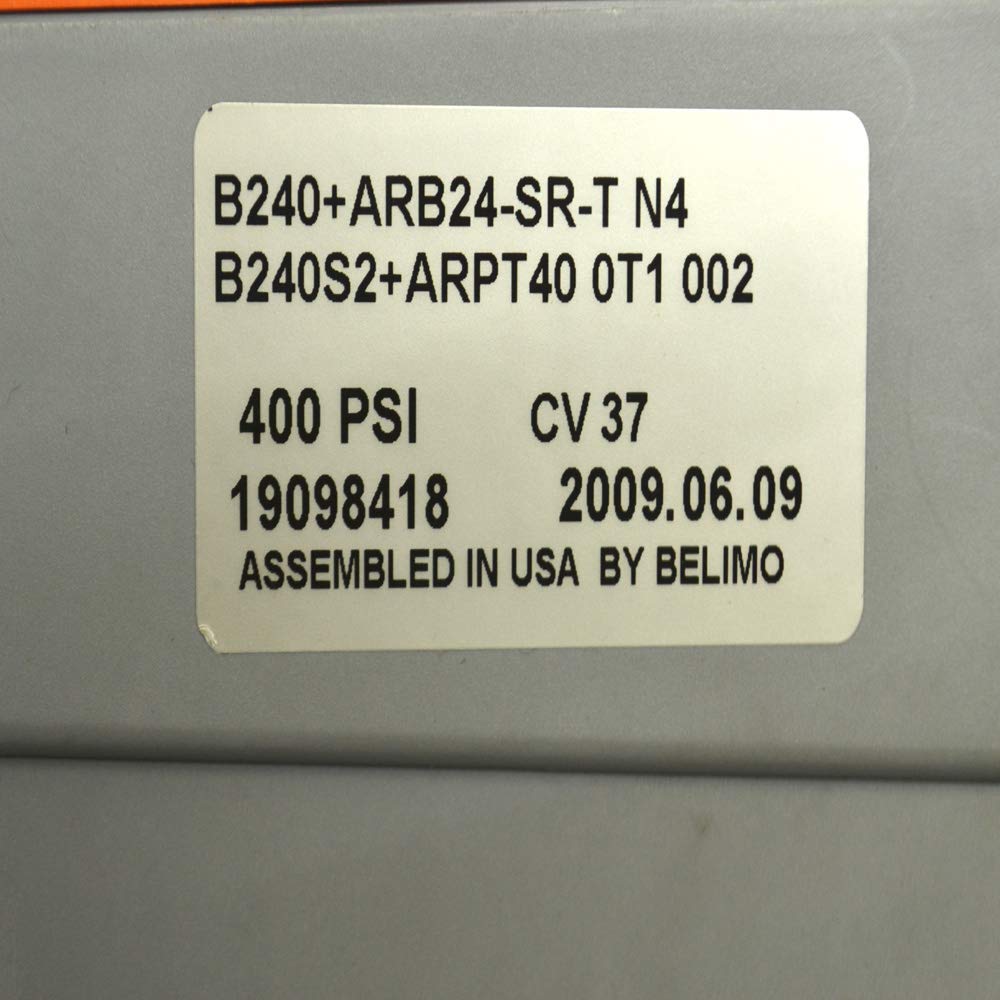 B240+ARB24-SR-T N4
B240S2+ARPT40 0T1 002
400 PSI CV 37
19098418 2009.06.09
ASSEMBLED IN USA BY BELIMO